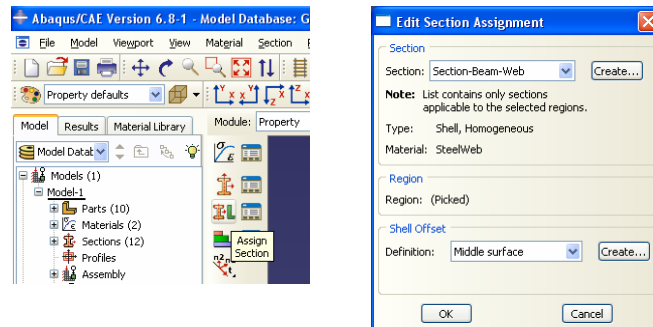 Abaqus/CAE Version 6.8-1 - Model Database: G
File Model Viewport View Material Section
Property defaults
Model Results Material Library
Module: Property
Model Datab
Models (1)
Model-1
Parts (10)
Materials (2)
Sections (12)
Profiles
Assembly
Assign
Section
Edit Section Assignment
Section
Section: Section-Beam-Web Create...
Note: List contains only sections
applicable to the selected regions.
Type: Shell, Homogeneous
Material: SteelWeb
Region
Region: (Picked)
Shell Offset
Definition: Middle surface Create...
OK Cancel